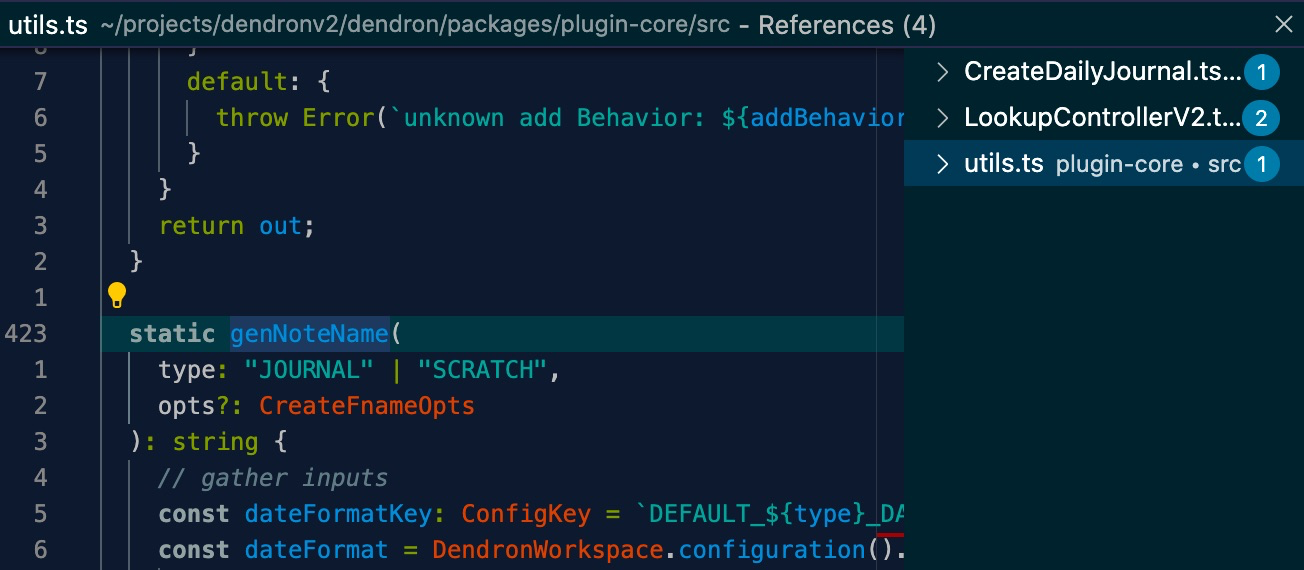 utils.ts ~/projects/dendronv2/dendron/packages/plugin-core/src - References (4)
6 }
7 default: {
6 throw Error(`unknown add Behavior: ${addBehavior
5 }
4 }
3 return out;
2 }
1
423 static genNoteName(
1 type: "JOURNAL" | "SCRATCH",
2 opts?: CreateFnameOpts
3 ): string {
4 // gather inputs
5 const dateFormatKey: ConfigKey = `DEFAULT_${type}_DA
6 const dateFormat = DendronWorkspace.configuration().
CreateDailyJournal.ts... 1
LookupControllerV2.t... 2
utils.ts plugin-core • src 1